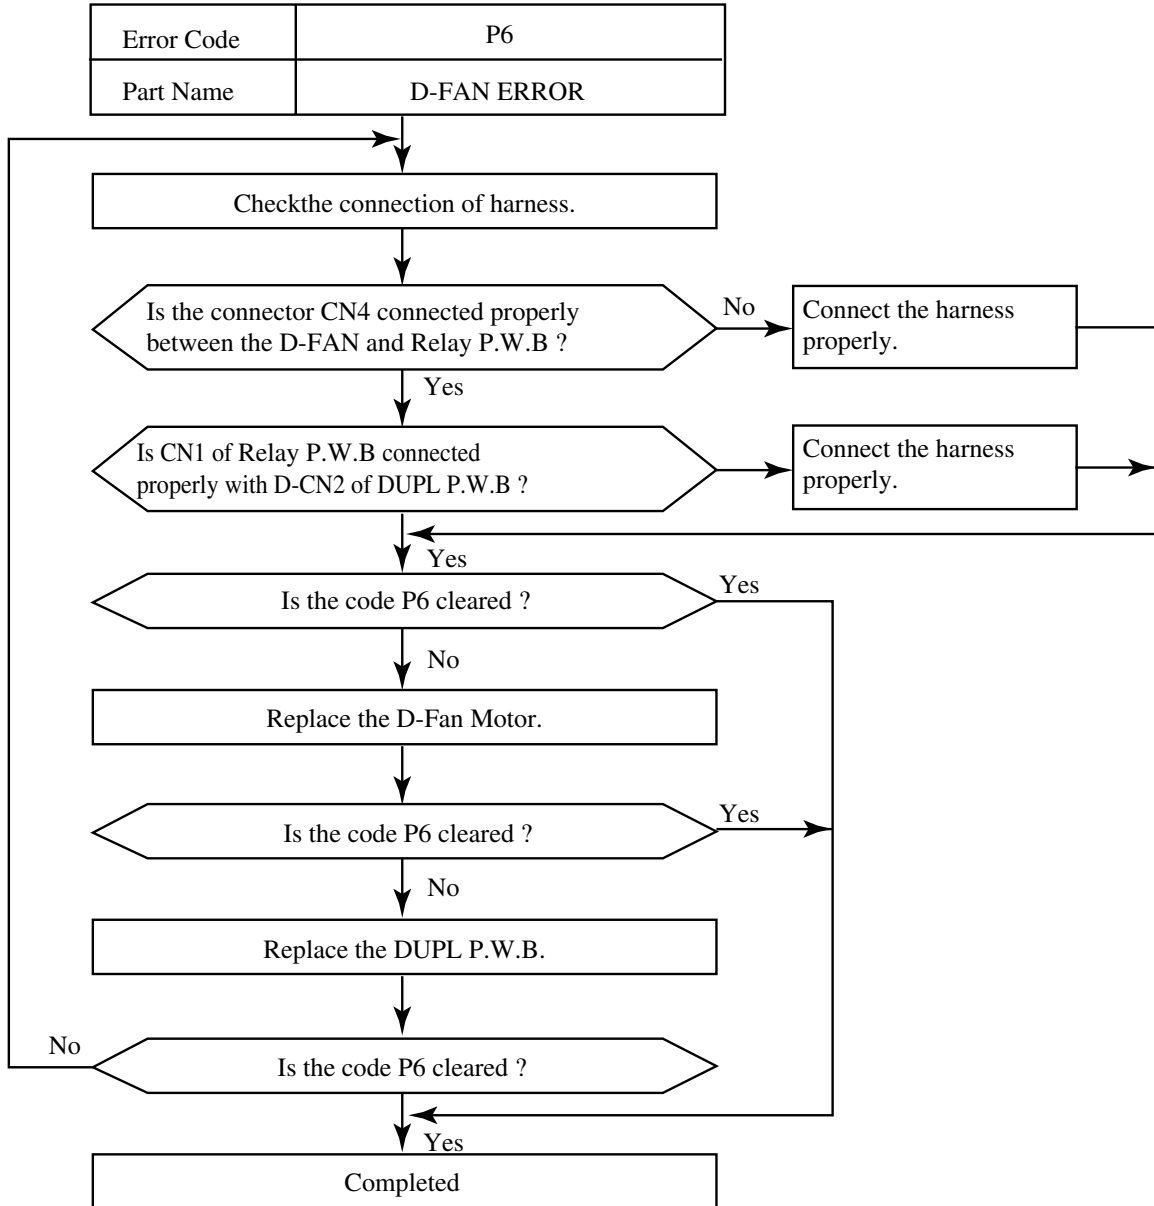 Error Code
P6
Part Name
D-FAN ERROR
Checkthe connection of harness.
Is the connector CN4 connected properly
between the D-FAN and Relay P.W.B ?
No
Connect the harness
properly.
Yes
Is CN1 of Relay P.W.B connected
properly with D-CN2 of DUPL P.W.B ?
Connect the harness
properly.
Yes
Is the code P6 cleared ?
Yes
No
Replace the D-Fan Motor.
Is the code P6 cleared ?
Yes
No
Replace the DUPL P.W.B.
No
Is the code P6 cleared ?
Yes
Completed